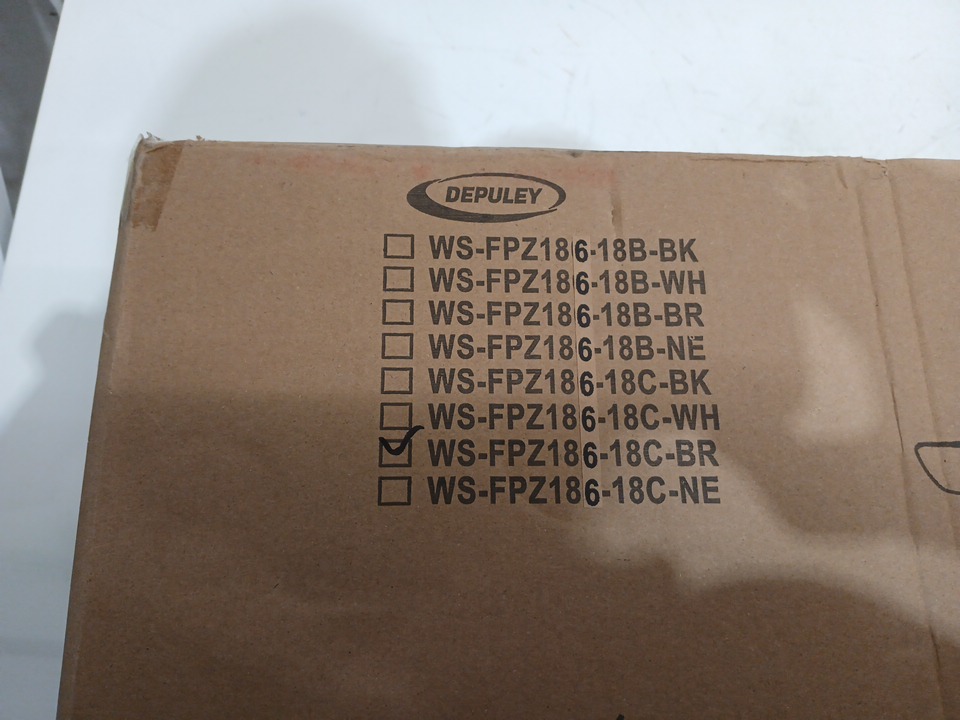 DEPULEY
WS-FPZ186-18B-BK
WS-FPZ186-18B-WH
WS-FPZ186-18B-BR
WS-FPZ186-18B-NE
WS-FPZ186-18C-BK
WS-FPZ186-18C-WH
WS-FPZ186-18C-BR
WS-FPZ186-18C-NE